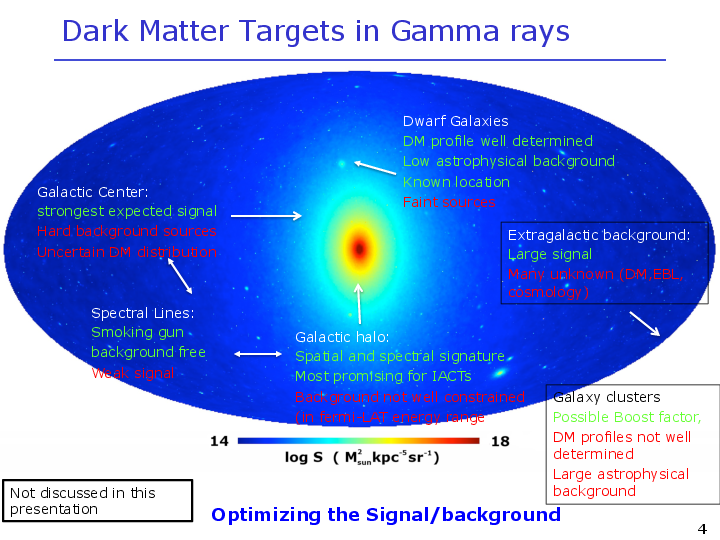 Dark Matter Targets in Gamma rays
Dwarf Galaxies
DM profile well determined
Low astrophysical background
Known location
Faint sources
Galactic Center:
strongest expected signal
Hard background sources
Uncertain DM distribution
Extragalactic background:
Large signal
Many unknown (DM,EBL,
cosmology)
Spectral Lines:
Smoking gun
background free
Weak signal
Galactic halo:
Spatial and spectral signature
Most promising for IACTs
Background not well constrained
(in fermi-LAT energy range
Galaxy clusters
Possible Boost factor,
DM profiles not well
determined
Large astrophysical
background
14 18
log S ( M²sunkpc⁻⁵sr⁻¹)
Not discussed in this
presentation
Optimizing the Signal/background
4